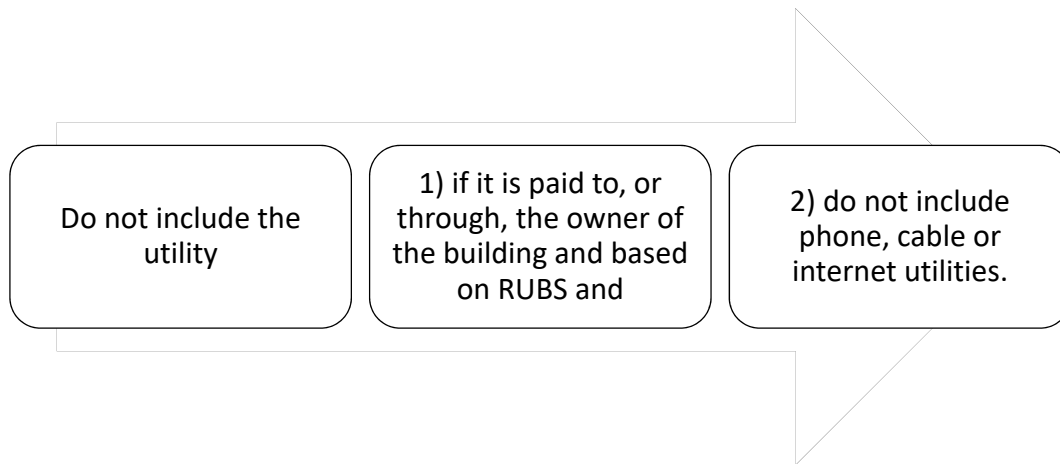 Do not include the
utility
1) if it is paid to, or
through, the owner of
the building and based
on RUBS and
2) do not include
phone, cable or
internet utilities.